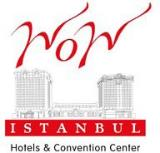 WOW
ISTANBUL
Hotels & Convention Center